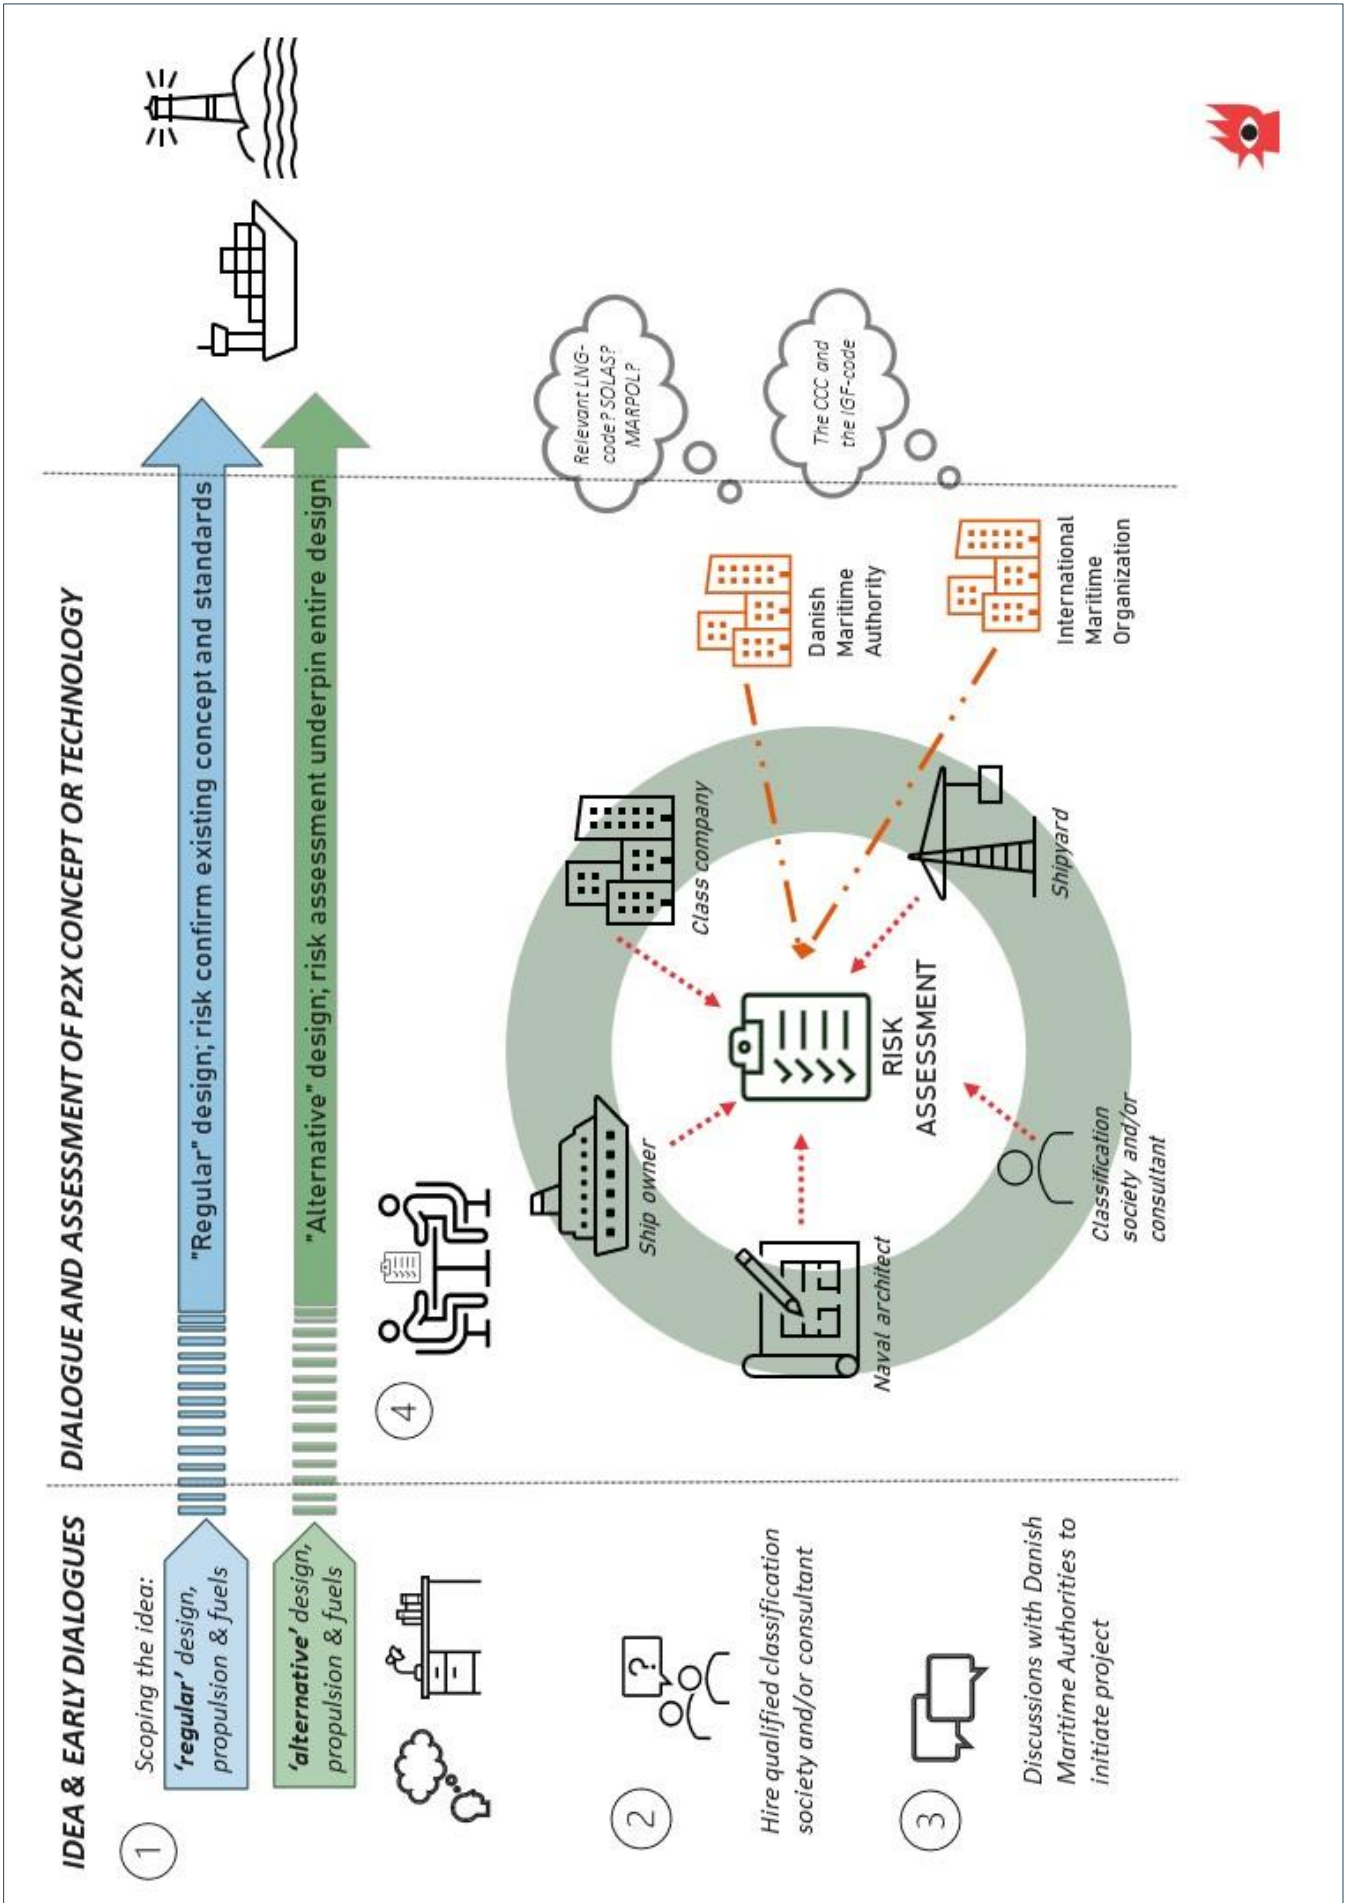 IDEA & EARLY DIALOGUES
1
Scoping the idea:
'regular' design,
propulsion & fuels
'alternative' design,
propulsion & fuels
2
Hire qualified classification
society and/or consultant
3
Discussions with Danish
Maritime Authorities to
initiate project
DIALOGUE AND ASSESSMENT OF P2X CONCEPT OR TECHNOLOGY
"Regular" design; risk confirm existing concept and standards
"Alternative" design; risk assessment underpin entire design
4
Ship owner
Class company
Naval architect
RISK
ASSESSMENT
Classification
society and/or
consultant
Shipyard
Danish
Maritime
Authority
International
Maritime
Organization
Relevant LNG-
code? SOLAS?
MARPOL?
The CCC and
the IGF-code
?